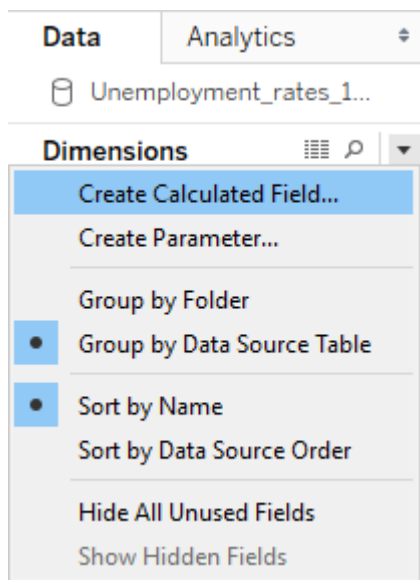 Data Analytics
Unemployment_rates_1...
Dimensions
Create Calculated Field...
Create Parameter...
Group by Folder
Group by Data Source Table
Sort by Name
Sort by Data Source Order
Hide All Unused Fields
Show Hidden Fields